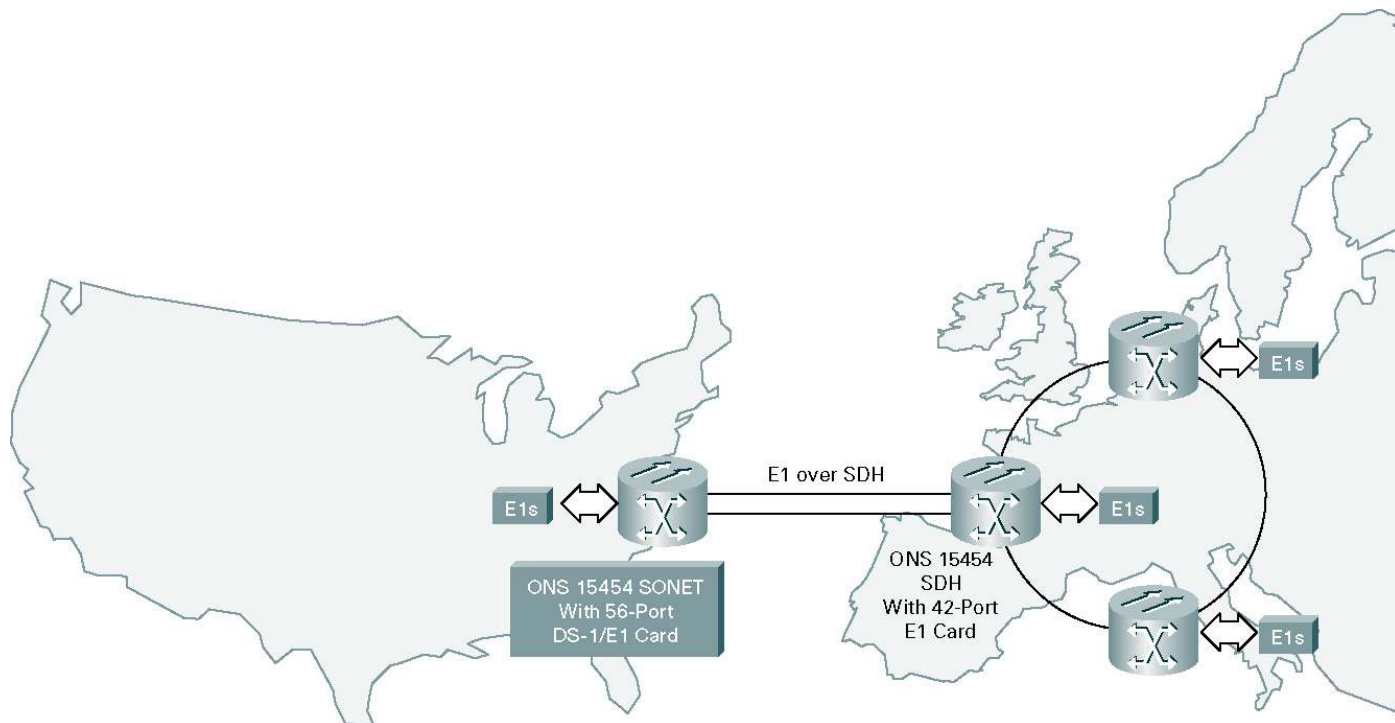 E1s
E1 over SDH
E1s
E1s
ONS 15454 SONET
With 56-Port
DS-1/E1 Card
ONS 15454
SDH
With 42-Port
E1 Card
E1s